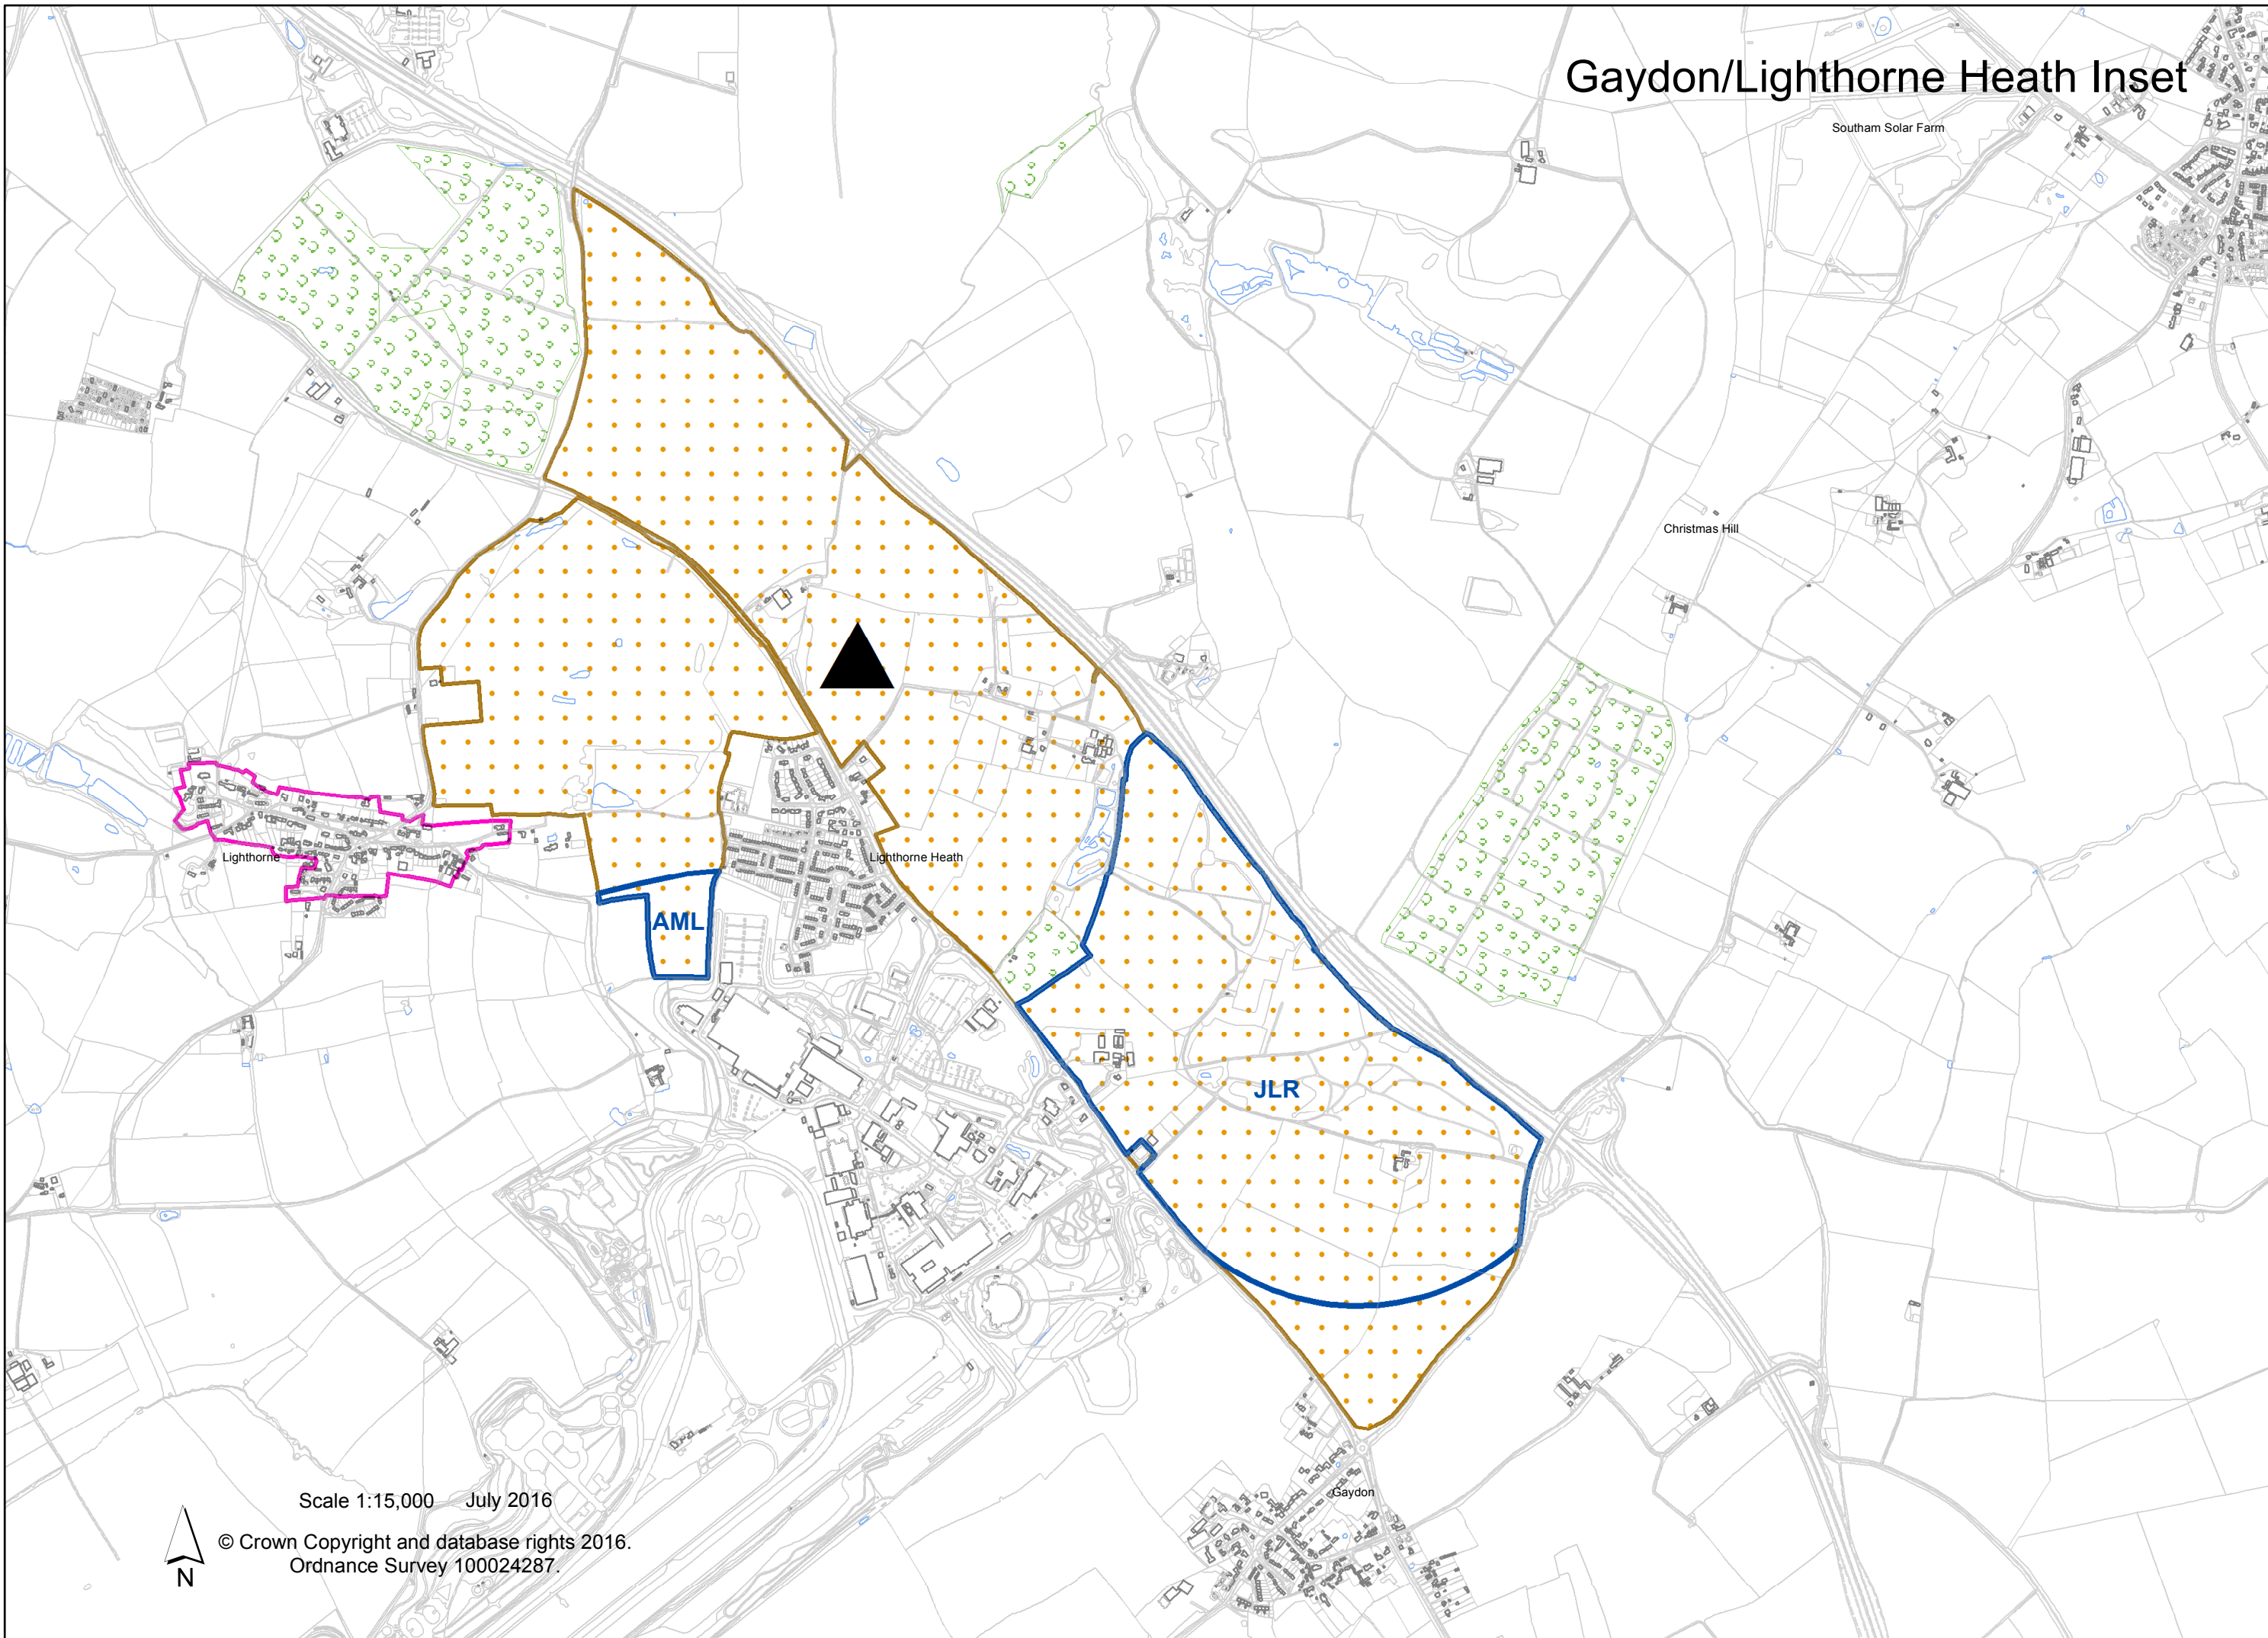 Gaydon/Lighthorne Heath Inset
Southam Solar Farm
Christmas Hill
Lighthorne
Lighthorne Heath
AML
JLR
Gaydon
Scale 1:15,000 July 2016
© Crown Copyright and database rights 2016.
Ordnance Survey 100024287.
N